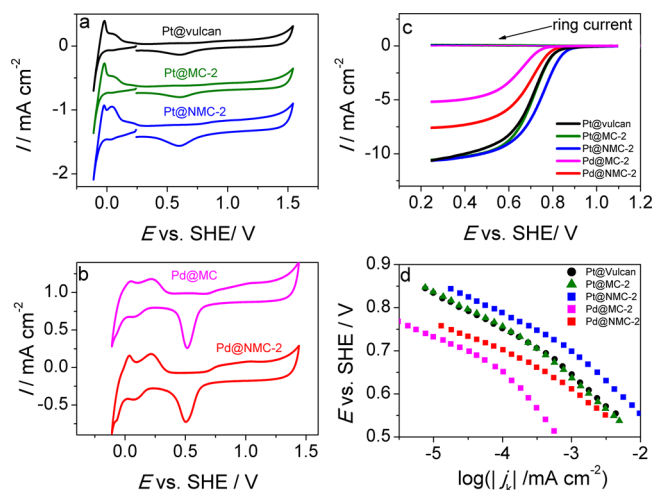 a
Pt@vulcan
Pt@MC-2
Pt@NMC-2
0
-1
-2
I / mA cm-2
0.0 0.5 1.0 1.5
E vs. SHE/ V
c
ring current
0
-5
-10
I / mA cm-2
Pt@vulcan
Pt@MC-2
Pt@NMC-2
Pd@MC-2
Pd@NMC-2
0.2 0.4 0.6 0.8 1.0 1.2
E vs. SHE/ V
b
Pd@MC
Pd@NMC-2
1.0
0.5
0.0
-0.5
I / mA cm-2
0.0 0.5 1.0 1.5
E vs. SHE/ V
d
Pt@Vulcan
Pt@MC-2
Pt@NMC-2
Pd@MC-2
Pd@NMC-2
0.9
0.8
0.7
0.6
0.5
E vs. SHE / V
-5 -4 -3 -2
log(| jk| /mA cm-2)